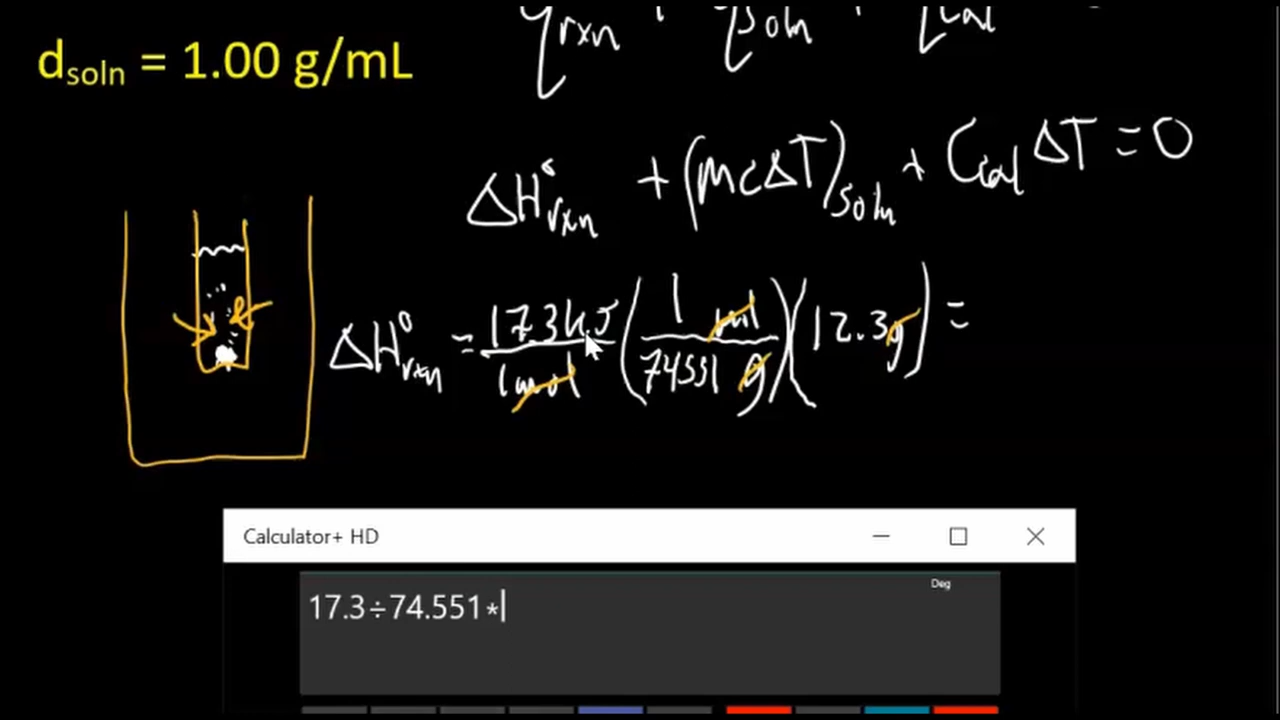 q_rxn + q_soln + q_cal
d_soln = 1.00 g/mL
ΔH°_rxn + (mcΔT)_soln + C_cal ΔT = 0
ΔH°_rxn = 17.3 kJ / 1 mol (1 mol / 74.551 g)(12.3 g) =
Calculator+ HD
Deg
17.3÷74.551*